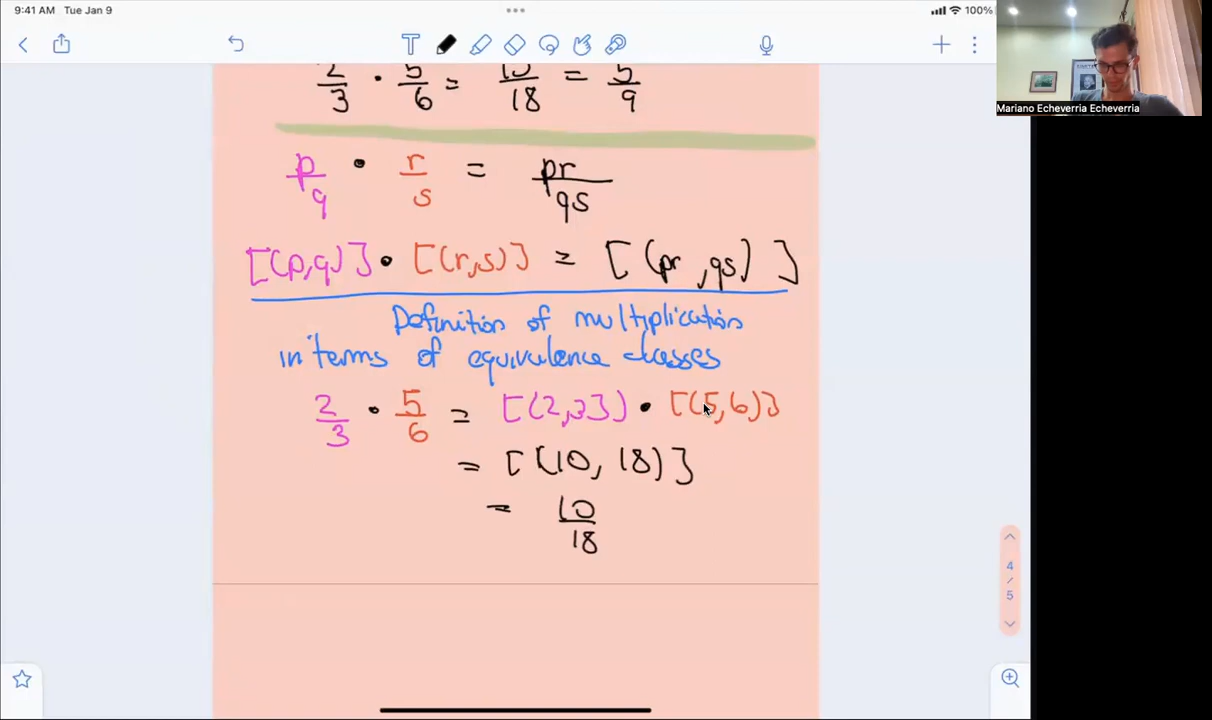 9:41 AM Tue Jan 9
100%
Mariano Echeverria Echeverria
2/3 · 5/6 = 10/18 = 5/9
p/q · r/s = pr/qs
[(p,q)] · [(r,s)] = [(pr,qs)]
Definition of multiplication
in terms of equivalence classes
2/3 · 5/6 = [(2,3]) · [(5,6)]
= [(10, 18)]
= 10/18
4
/
5